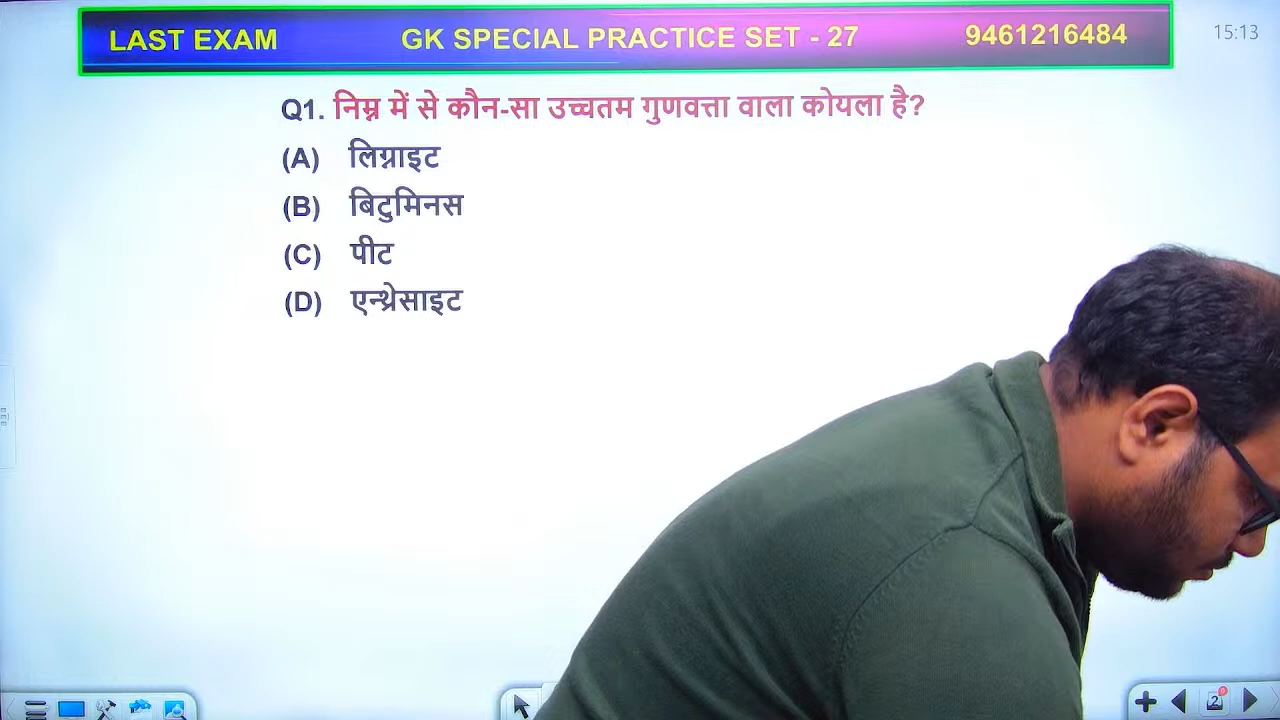 LAST EXAM GK SPECIAL PRACTICE SET - 27 9461216484
15:13
Q1. निम्न में से कौन-सा उच्चतम गुणवत्ता वाला कोयला है?
(A) लिग्नाइट
(B) बिटुमिनस
(C) पीट
(D) एन्थ्रेसाइट
2